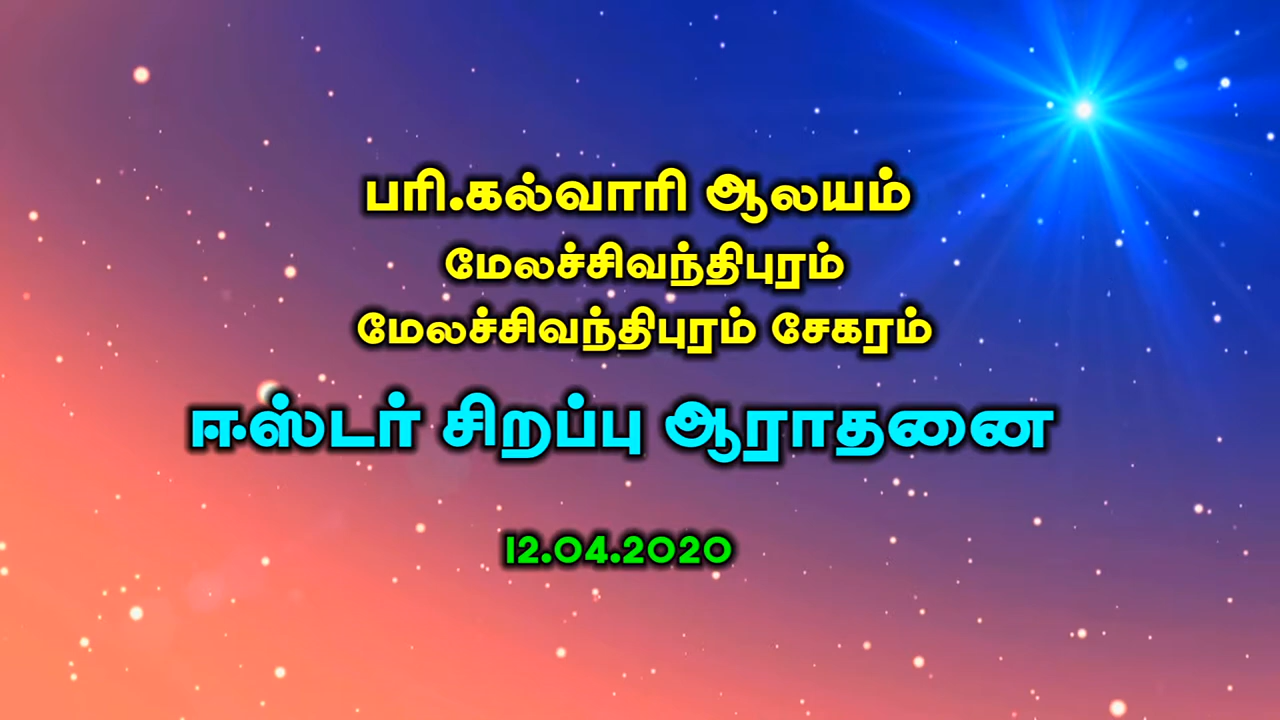 பரி.கல்வாரி ஆலயம்
மேலச்சிவந்திபுரம்
மேலச்சிவந்திபுரம் சேகரம்
ஈஸ்டர் சிறப்பு ஆராதனை
12.04.2020